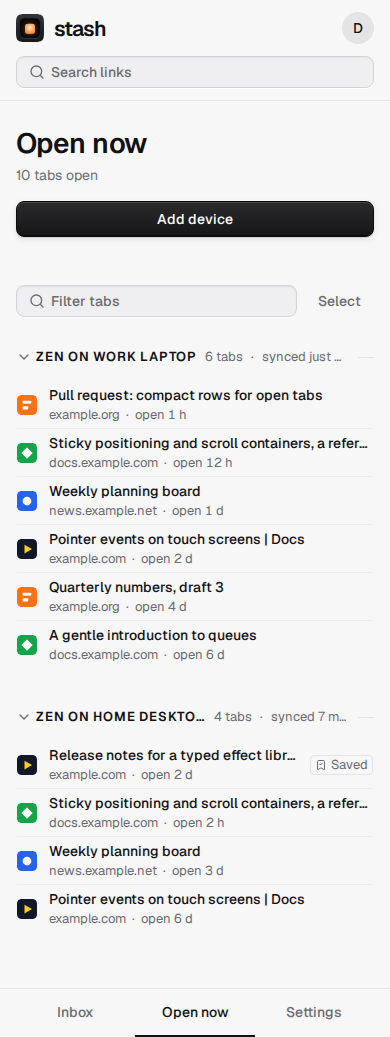 stash
D
Search links
Open now
10 tabs open
Add device
Filter tabs
Select
ZEN ON WORK LAPTOP 6 tabs · synced just ...
Pull request: compact rows for open tabs
example.org · open 1 h
Sticky positioning and scroll containers, a refer...
docs.example.com · open 12 h
Weekly planning board
news.example.net · open 1 d
Pointer events on touch screens | Docs
example.com · open 2 d
Quarterly numbers, draft 3
example.org · open 4 d
A gentle introduction to queues
docs.example.com · open 6 d
ZEN ON HOME DESKTO... 4 tabs · synced 7 m...
Release notes for a typed effect libr...
example.com · open 2 d
Saved
Sticky positioning and scroll containers, a refer...
docs.example.com · open 2 h
Weekly planning board
news.example.net · open 3 d
Pointer events on touch screens | Docs
example.com · open 6 d
Inbox
Open now
Settings